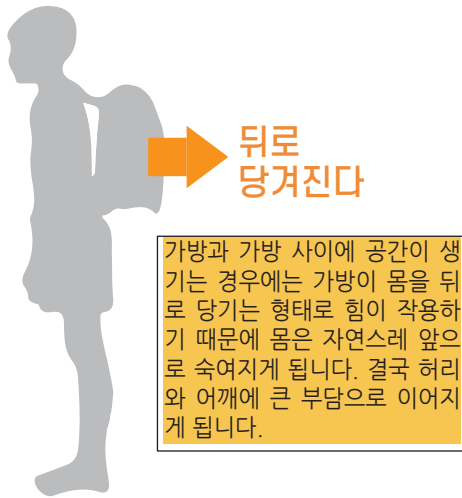 뒤로
당겨진다
가방과 가방 사이에 공간이 생
기는 경우에는 가방이 몸을 뒤
로 당기는 형태로 힘이 작용하
기 때문에 몸은 자연스레 앞으
로 숙여지게 됩니다. 결국 허리
와 어깨에 큰 부담으로 이어지
게 됩니다.